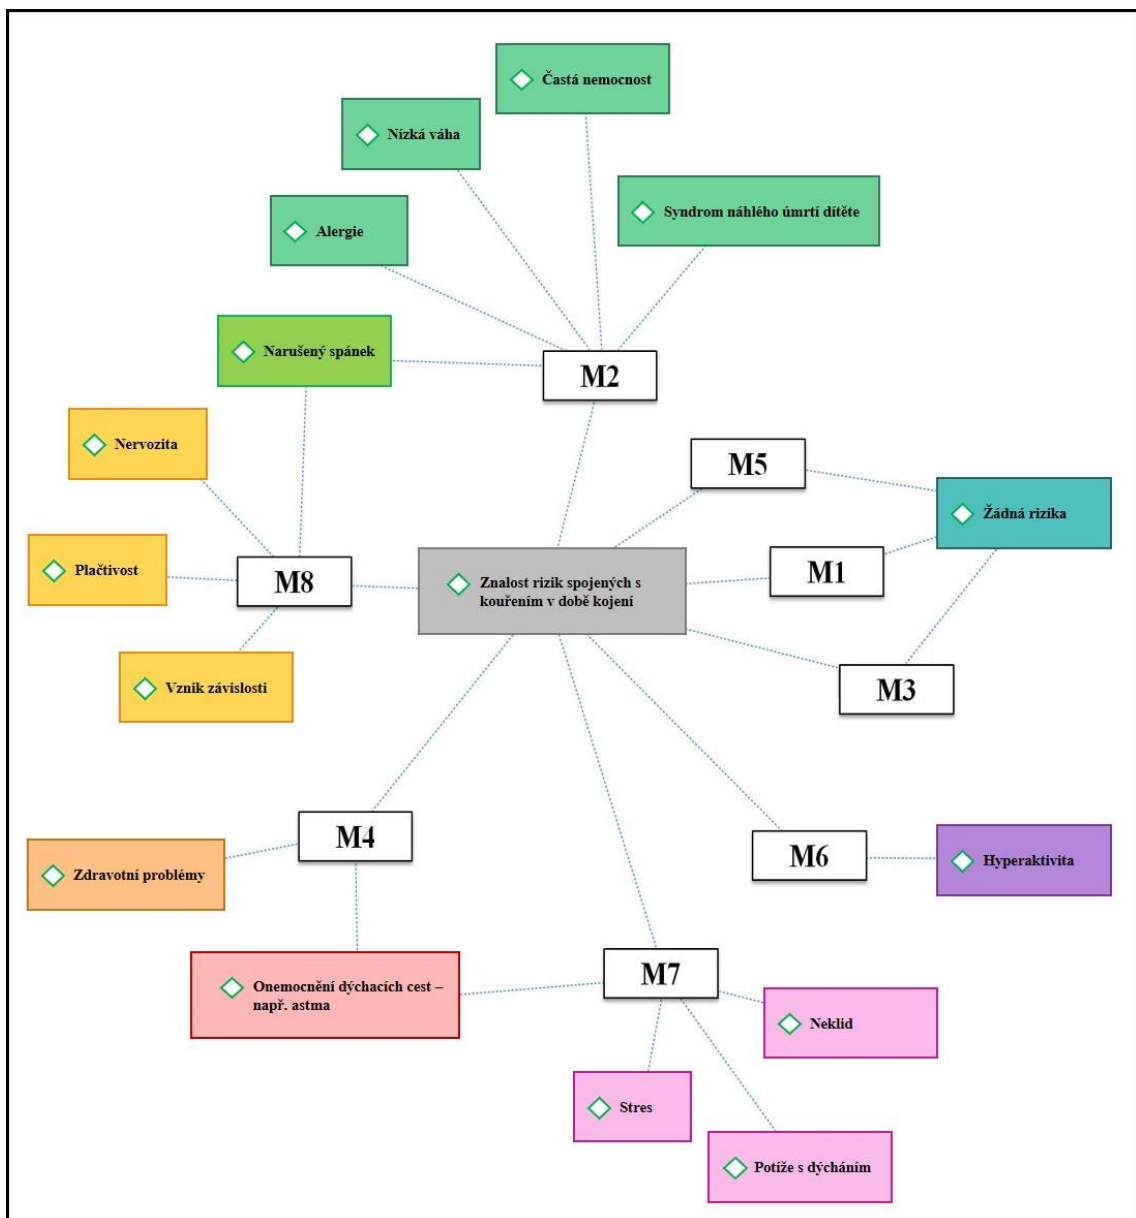 Častá nemocnost
Nízká váha
Syndrom náhlého úmrtí dítěte
Alergie
Narušený spánek
M2
Nervozita
M5
Žádná rizika
Plačtivost
M8
Znalost rizik spojených s
kouřením v době kojení
M1
Vznik závislosti
M3
M4
M6
Hyperaktivita
Zdravotní problémy
Onemocnění dýchacích cest –
např. astma
M7
Neklid
Stres
Potíže s dýcháním